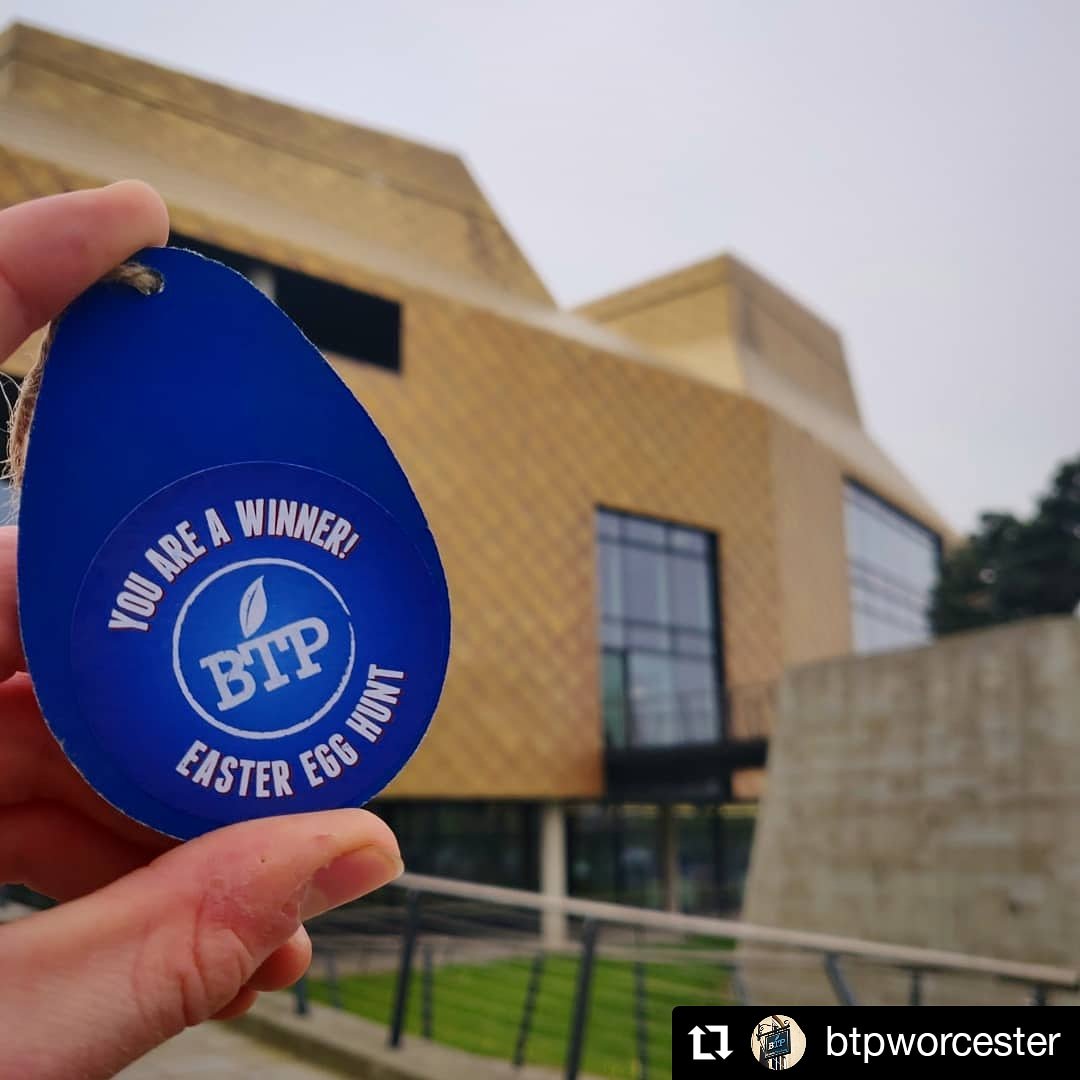 YOU ARE A WINNER!
BTP
EASTER EGG HUNT
btpworcester